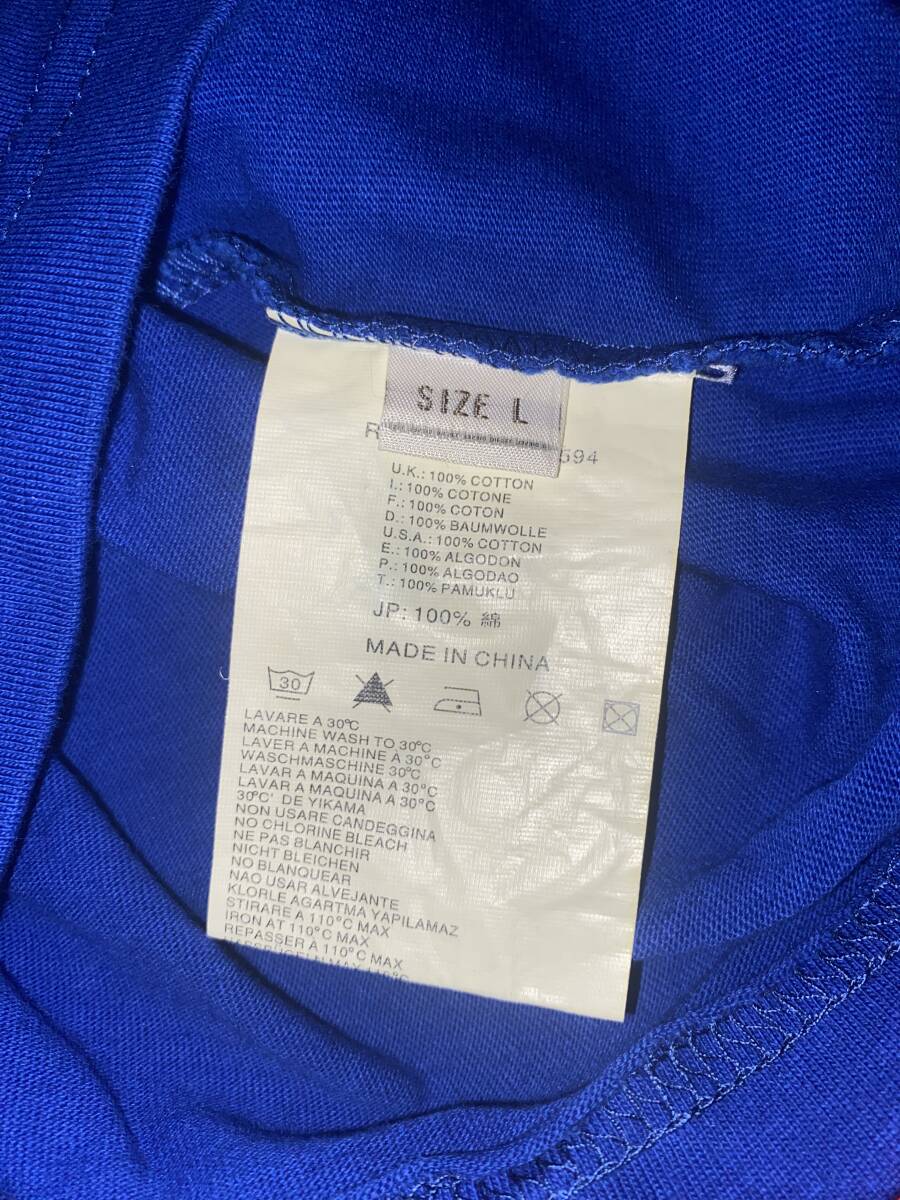 SIZE L
594
U.K.: 100% COTTON
I.: 100% COTONE
F.: 100% COTON
D.: 100% BAUMWOLLE
U.S.A.: 100% COTTON
E.: 100% ALGODON
P.: 100% ALGODAO
T.: 100% PAMUKLU
JP: 100% 綿
MADE IN CHINA
30
LAVARE A 30°C
MACHINE WASH TO 30°C
LAVER A MACHINE À 30°C
WASCHMASCHINE 30°C
LAVAR A MAQUINA A 30°C
LAVAR A MAQUINA A 30°C
30°C' DE YIKAMA
NON USARE CANDEGGINA
NO CHLORINE BLEACH
NE PAS BLANCHIR
NICHT BLEICHEN
NO BLANQUEAR
NAO USAR ALVEJANTE
KLORLE AGARTMA YAPILAMAZ
STIRARE A 110°C MAX
IRON AT 110°C MAX
REPASSER À 110°C MAX